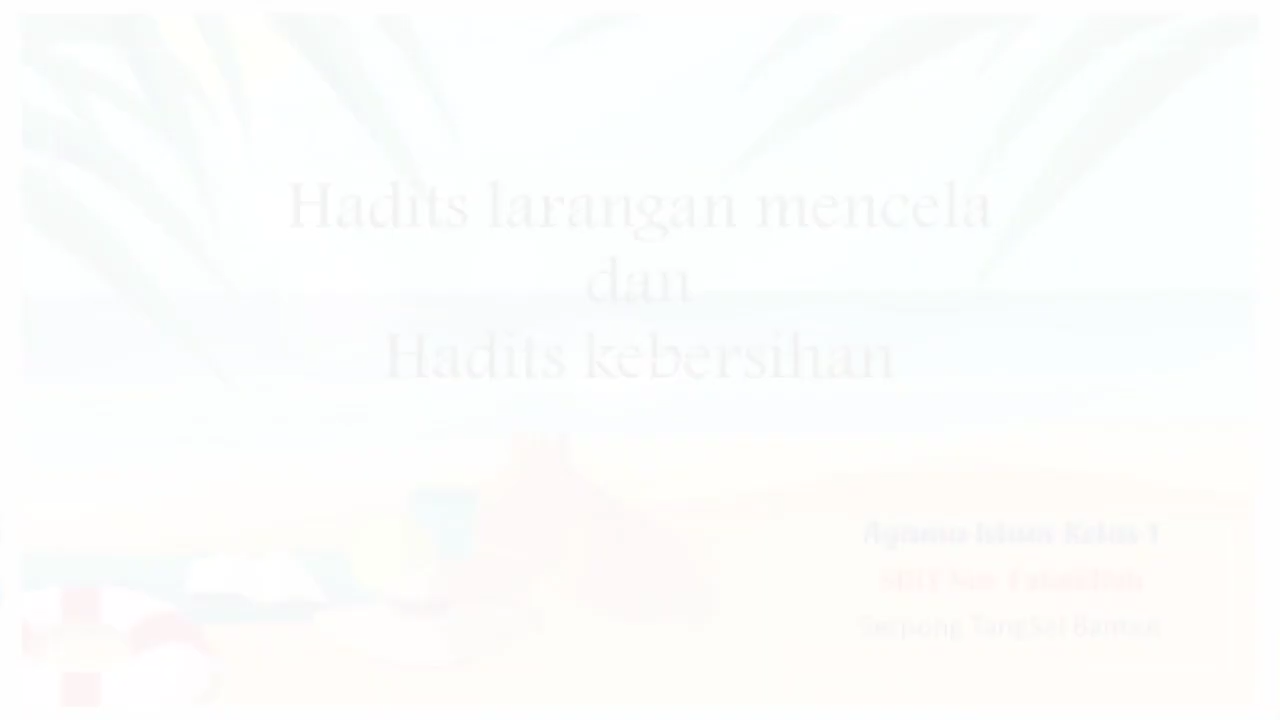 Hadits larangan mencela
dan
Hadits kebersihan
Agama Islam Kelas 1
Serpong TangSel Banten